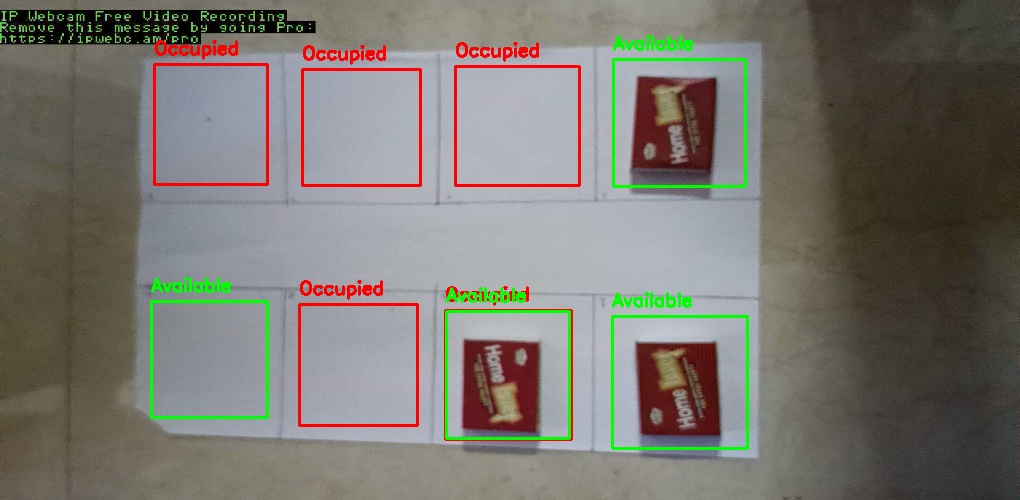 IP Webcam Free Video Recording
Remove this message by going Pro:
https://ipwebc.am/pro
Occupied
Occupied
Occupied
Available
Home
Available
Occupied
Occupied
Available
Available
Home
Home